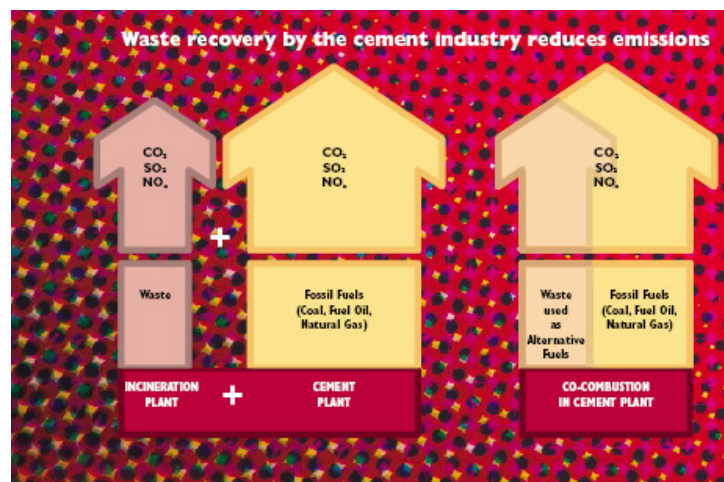 Waste recovery by the cement industry reduces emissions
CO₂
SO₂
NOₓ
+
CO₂
SO₂
NOₓ
CO₂
SO₂
NOₓ
Waste
Fossil Fuels
(Coal, Fuel Oil,
Natural Gas)
Waste
used
as
Alternative
Fuels
Fossil Fuels
(Coal, Fuel Oil,
Natural Gas)
INCINERATION
PLANT
+
CEMENT
PLANT
CO-COMBUSTION
IN CEMENT PLANT